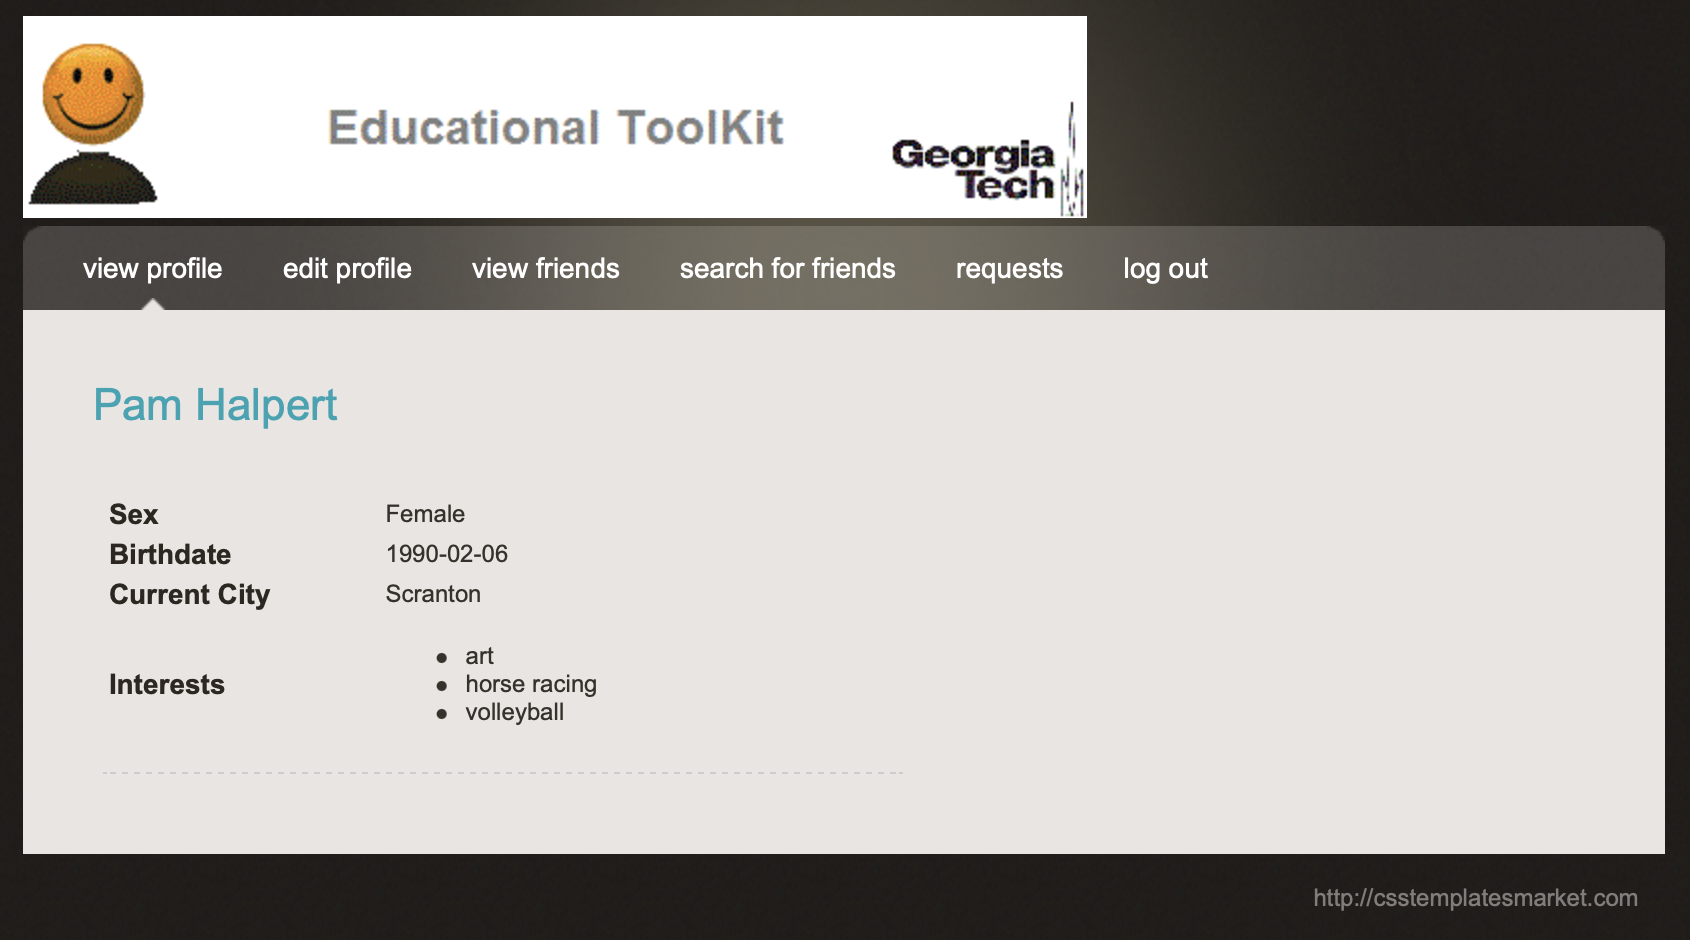 Educational ToolKit
Georgia
Tech
view profile edit profile view friends search for friends requests log out
Pam Halpert
Sex Female
Birthdate 1990-02-06
Current City Scranton
Interests
art
horse racing
volleyball
http://csstemplatesmarket.com